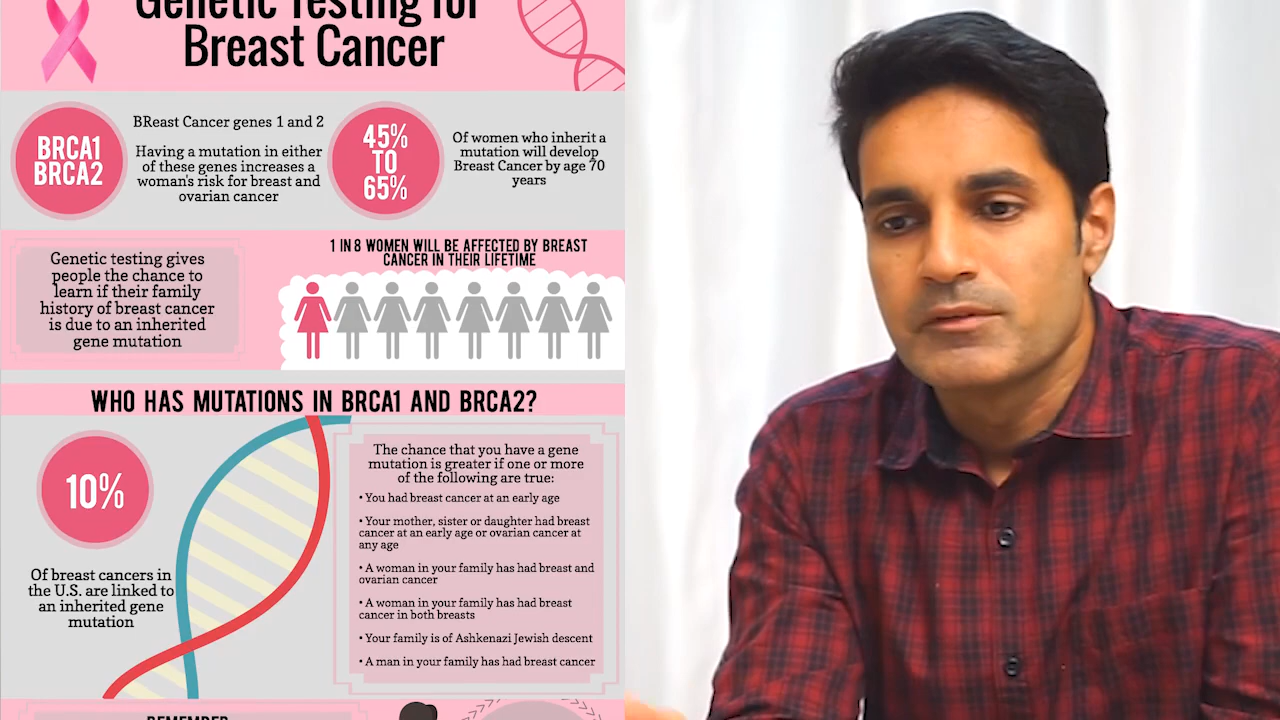 Genetic Testing for
Breast Cancer
BRCA1
BRCA2
BReast Cancer genes 1 and 2
Having a mutation in either
of these genes increases a
woman's risk for breast and
ovarian cancer
45%
TO
65%
Of women who inherit a
mutation will develop
Breast Cancer by age 70
years
Genetic testing gives
people the chance to
learn if their family
history of breast cancer
is due to an inherited
gene mutation
1 IN 8 WOMEN WILL BE AFFECTED BY BREAST
CANCER IN THEIR LIFETIME
WHO HAS MUTATIONS IN BRCA1 AND BRCA2?
10%
Of breast cancers in
the U.S. are linked to
an inherited gene
mutation
The chance that you have a gene
mutation is greater if one or more
of the following are true:
• You had breast cancer at an early age
• Your mother, sister or daughter had breast
cancer at an early age or ovarian cancer at
any age
• A woman in your family has had breast and
ovarian cancer
• A woman in your family has had breast
cancer in both breasts
• Your family is of Ashkenazi Jewish descent
• A man in your family has had breast cancer
REMEMBER